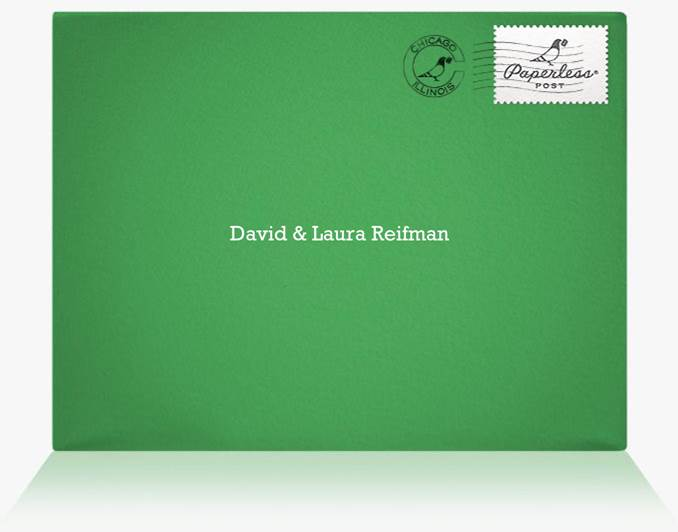 CHICAGO
ILLINOIS
Paperless®
POST
David & Laura Reifman